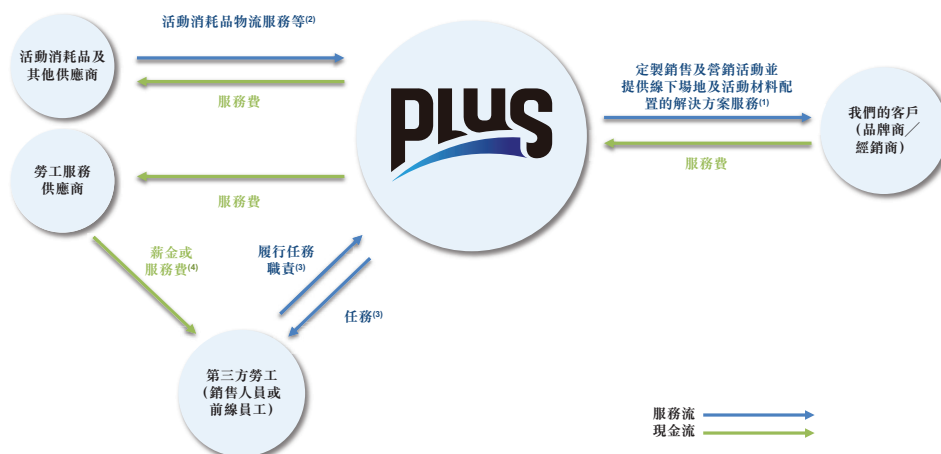 活動消耗品物流服務等(2)
活動消耗品及
其他供應商
服務費
PLUS
定製銷售及營銷活動並
提供線下場地及活動材料配
置的解決方案服務(1)
服務費
我們的客戶
(品牌商／
經銷商)
勞工服務
供應商
服務費
薪金或
服務費(4)
履行任務
職責(3)
任務(3)
第三方勞工
(銷售人員或
前線員工)
服務流
現金流